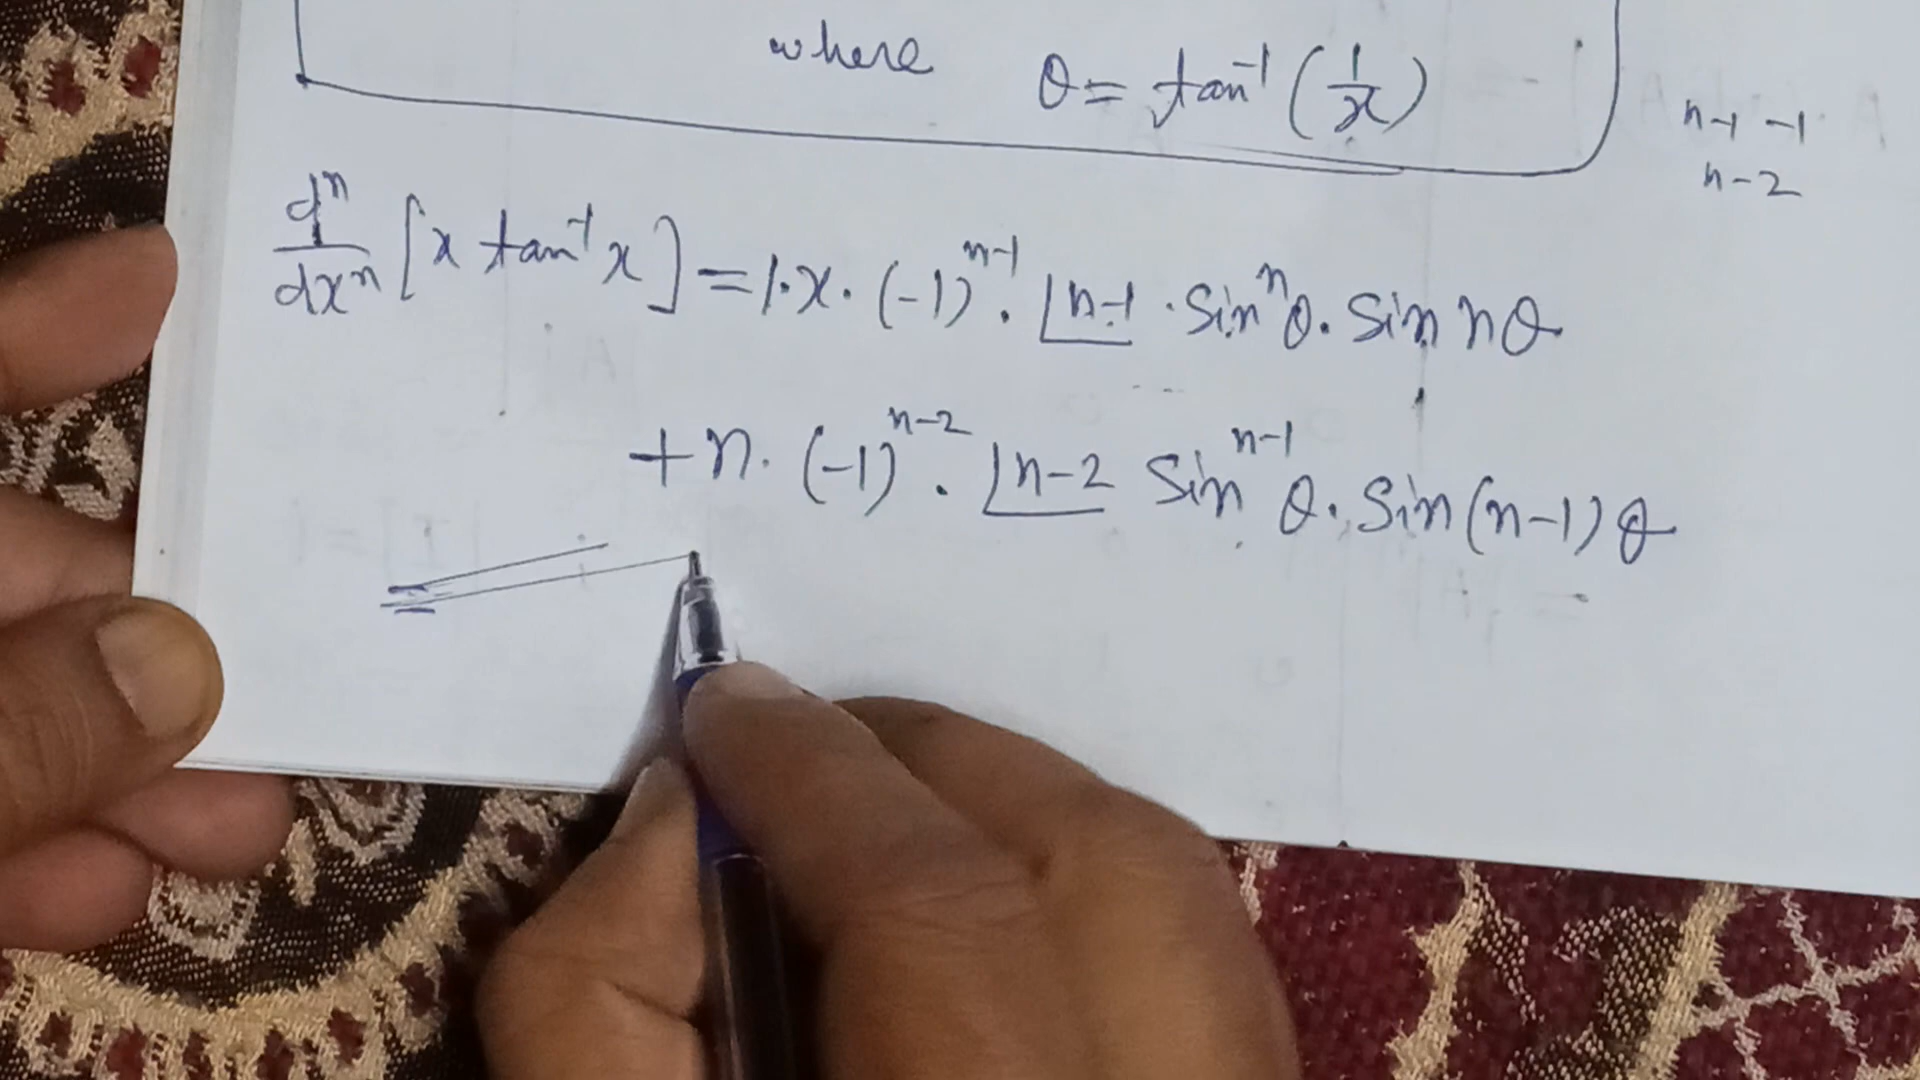 where θ = tan⁻¹ (1/x)
n-1 -1
n-2
dⁿ/dxⁿ [x tan⁻¹ x] = 1·x·(-1)ⁿ⁻¹·⌊n-1·Sinⁿθ·Sin nθ
+n·(-1)ⁿ⁻²·⌊n-2 Sinⁿ⁻¹θ·Sin(n-1)θ